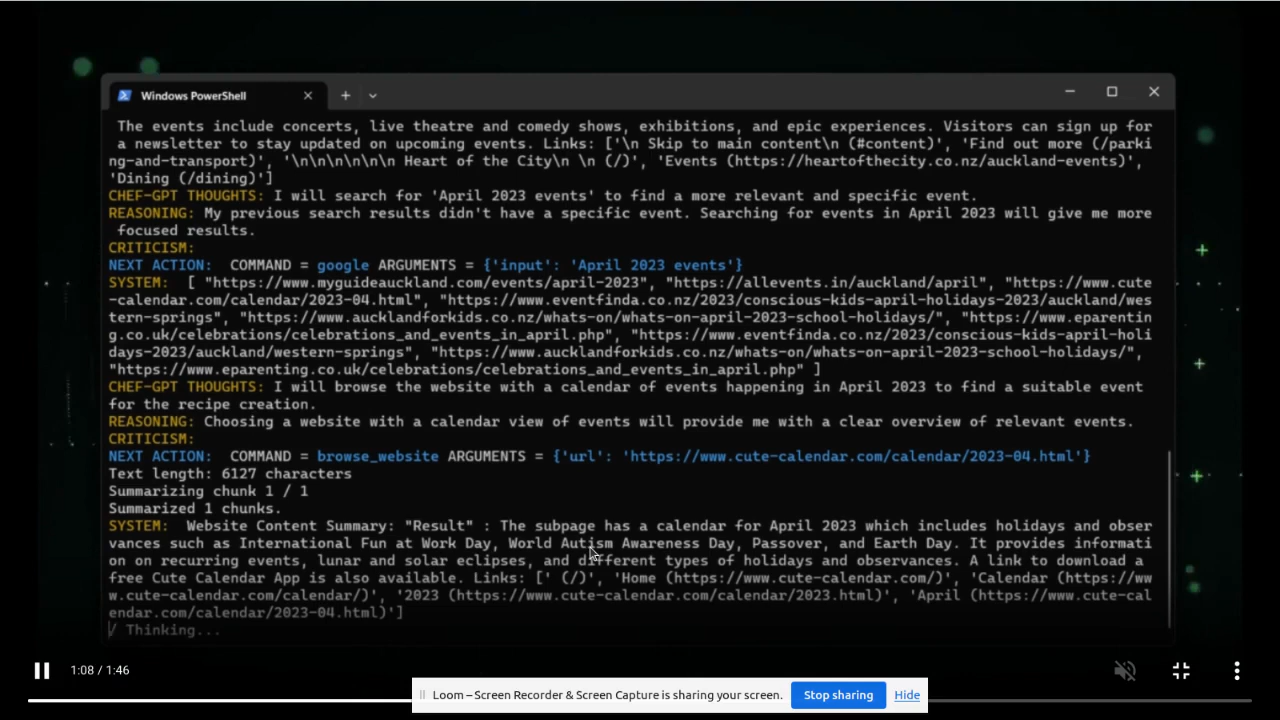 Windows PowerShell
The events include concerts, live theatre and comedy shows, exhibitions, and epic experiences. Visitors can sign up for
a newsletter to stay updated on upcoming events. Links: ['\n Skip to main content\n (#content)', 'Find out more (/parki
ng-and-transport)', '\n\n\n\n\n\n Heart of the City\n \n (/)', 'Events (https://heartofthecity.co.nz/auckland-events)',
'Dining (/dining)']
CHEF-GPT THOUGHTS: I will search for 'April 2023 events' to find a more relevant and specific event.
REASONING: My previous search results didn't have a specific event. Searching for events in April 2023 will give me more
focused results.
CRITICISM:
NEXT ACTION:  COMMAND = google ARGUMENTS = {'input': 'April 2023 events'}
SYSTEM:  [ "https://www.myguideauckland.com/events/april-2023", "https://allevents.in/auckland/april", "https://www.cute
-calendar.com/calendar/2023-04.html", "https://www.eventfinda.co.nz/2023/conscious-kids-april-holidays-2023/auckland/wes
tern-springs", "https://www.aucklandforkids.co.nz/whats-on/whats-on-april-2023-school-holidays/", "https://www.eparentin
g.co.uk/celebrations/celebrations_and_events_in_april.php", "https://www.eventfinda.co.nz/2023/conscious-kids-april-holi
days-2023/auckland/western-springs", "https://www.aucklandforkids.co.nz/whats-on/whats-on-april-2023-school-holidays/",
"https://www.eparenting.co.uk/celebrations/celebrations_and_events_in_april.php" ]
CHEF-GPT THOUGHTS: I will browse the website with a calendar of events happening in April 2023 to find a suitable event
for the recipe creation.
REASONING: Choosing a website with a calendar view of events will provide me with a clear overview of relevant events.
CRITICISM:
NEXT ACTION:  COMMAND = browse_website ARGUMENTS = {'url': 'https://www.cute-calendar.com/calendar/2023-04.html'}
Text length: 6127 characters
Summarizing chunk 1 / 1
Summarized 1 chunks.
SYSTEM:  Website Content Summary: "Result" : The subpage has a calendar for April 2023 which includes holidays and obser
vances such as International Fun at Work Day, World Autism Awareness Day, Passover, and Earth Day. It provides informati
on on recurring events, lunar and solar eclipses, and different types of holidays and observances. A link to download a
free Cute Calendar App is also available. Links: [' (/)', 'Home (https://www.cute-calendar.com/)', 'Calendar (https://ww
w.cute-calendar.com/calendar/)', '2023 (https://www.cute-calendar.com/calendar/2023.html)', 'April (https://www.cute-cal
endar.com/calendar/2023-04.html)']
/ Thinking...
1:08 / 1:46
Loom – Screen Recorder & Screen Capture is sharing your screen. Stop sharing Hide